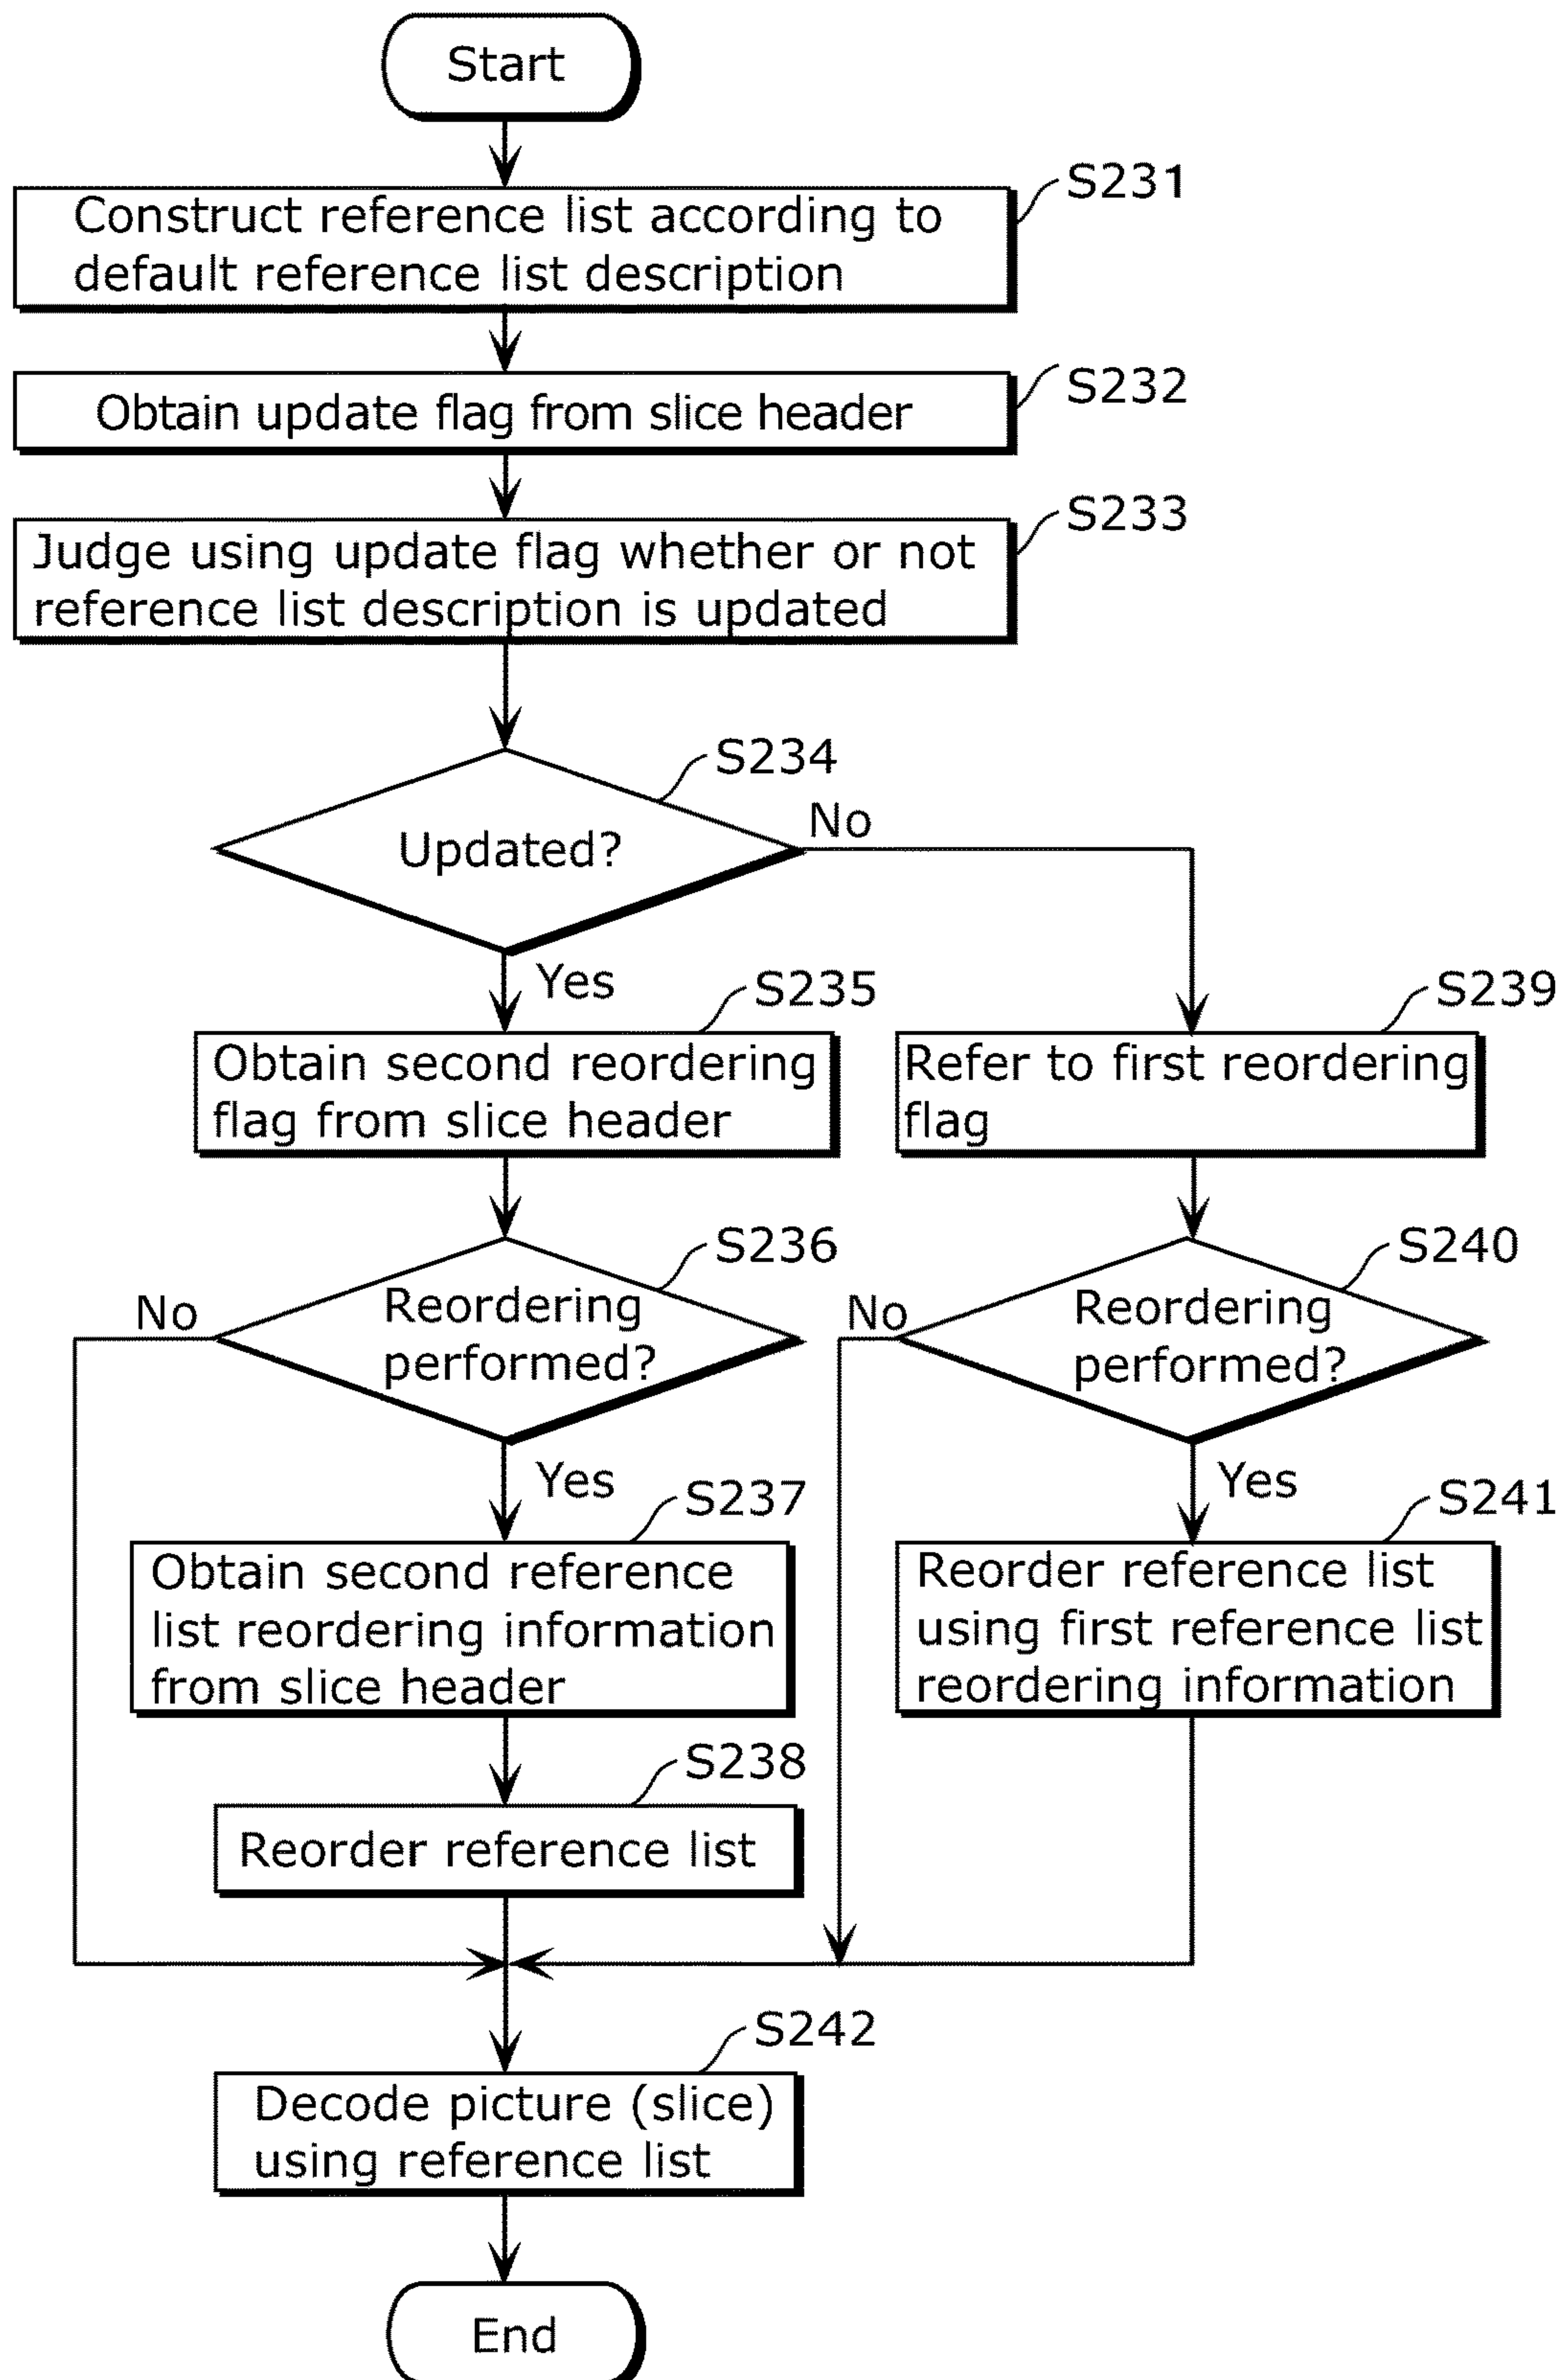 Start
S231
Construct reference list according to
default reference list description
S232
Obtain update flag from slice header
S233
Judge using update flag whether or not
reference list description is updated
S234
Updated?
No
Yes
S235
Obtain second reordering
flag from slice header
S239
Refer to first reordering
flag
S236
Reordering
performed?
No
Yes
S240
Reordering
performed?
No
Yes
S237
Obtain second reference
list reordering information
from slice header
S241
Reorder reference list
using first reference list
reordering information
S238
Reorder reference list
S242
Decode picture (slice)
using reference list
End